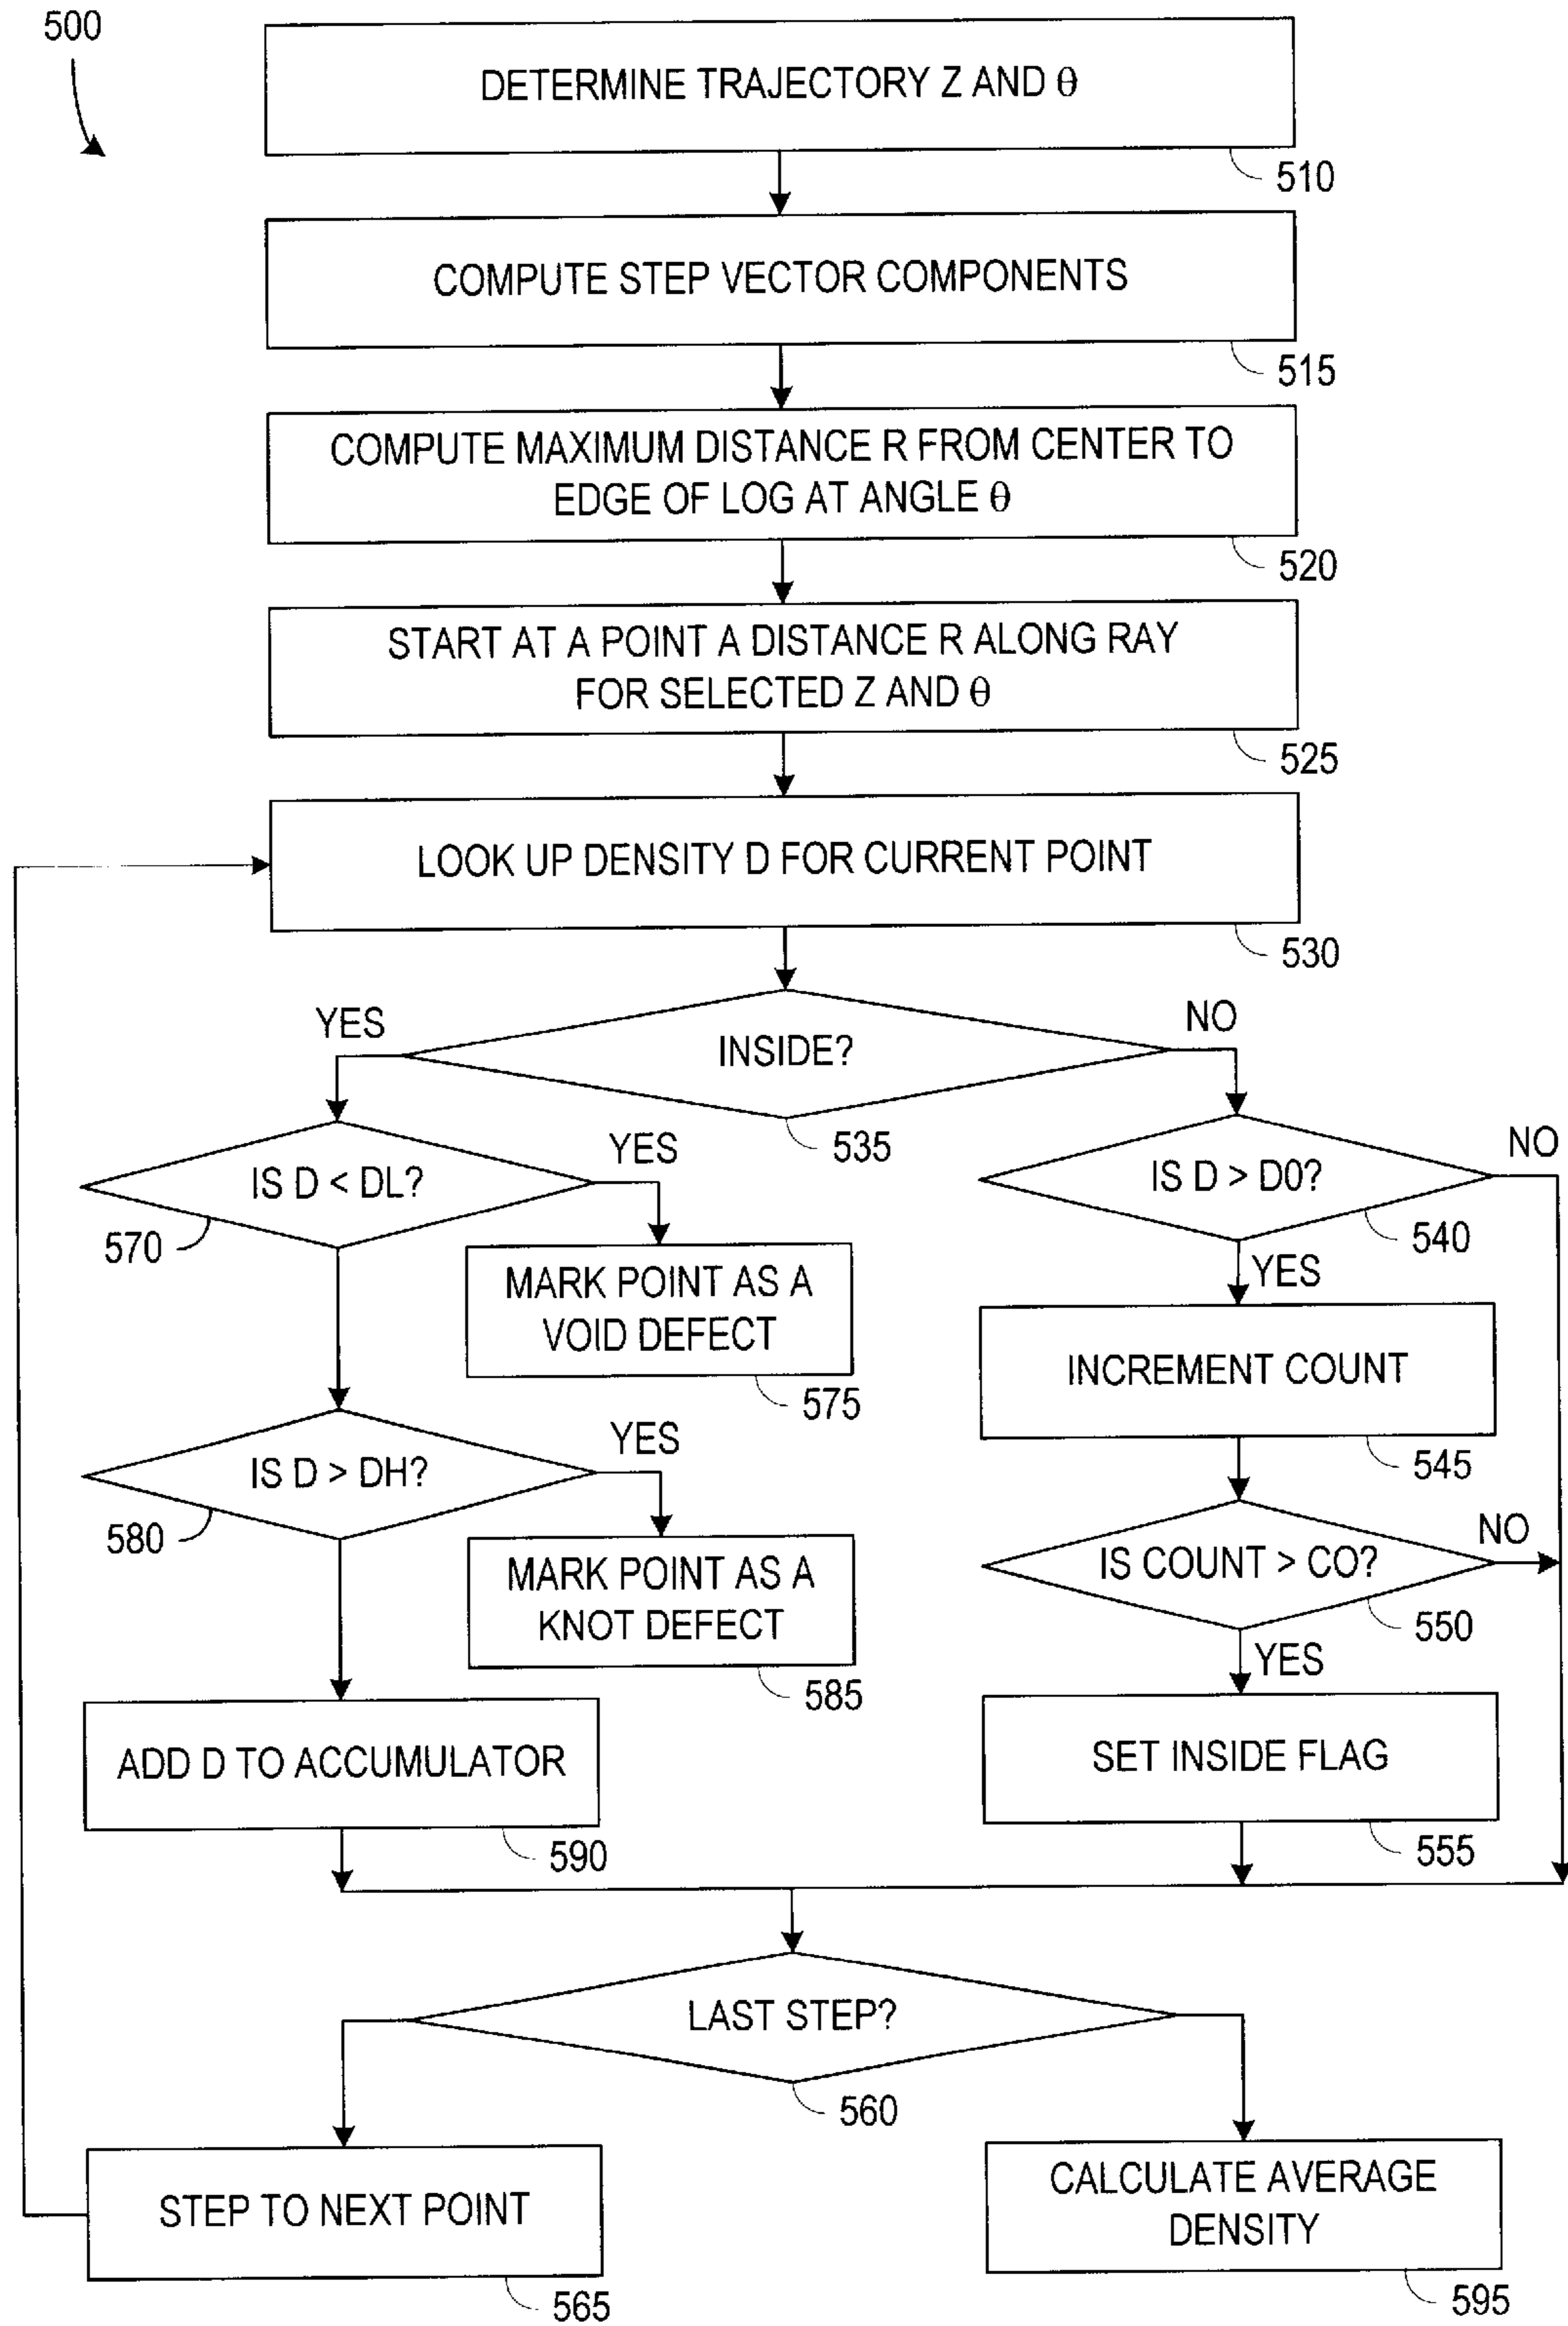 500
DETERMINE TRAJECTORY Z AND θ
510
COMPUTE STEP VECTOR COMPONENTS
515
COMPUTE MAXIMUM DISTANCE R FROM CENTER TO
EDGE OF LOG AT ANGLE θ
520
START AT A POINT A DISTANCE R ALONG RAY
FOR SELECTED Z AND θ
525
LOOK UP DENSITY D FOR CURRENT POINT
530
YES
INSIDE?
NO
535
IS D < DL?
YES
570
MARK POINT AS A
VOID DEFECT
575
IS D > DH?
YES
580
MARK POINT AS A
KNOT DEFECT
585
ADD D TO ACCUMULATOR
590
IS D > D0?
NO
540
YES
INCREMENT COUNT
545
IS COUNT > CO?
NO
550
YES
SET INSIDE FLAG
555
LAST STEP?
560
STEP TO NEXT POINT
565
CALCULATE AVERAGE
DENSITY
595